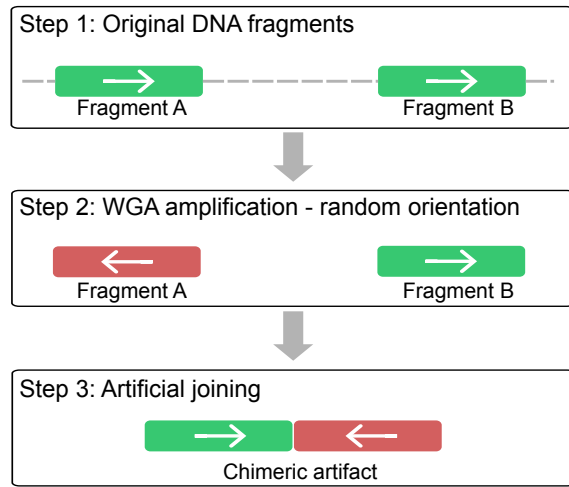 Step 1: Original DNA fragments
Fragment A
Fragment B
Step 2: WGA amplification - random orientation
Fragment A
Fragment B
Step 3: Artificial joining
Chimeric artifact